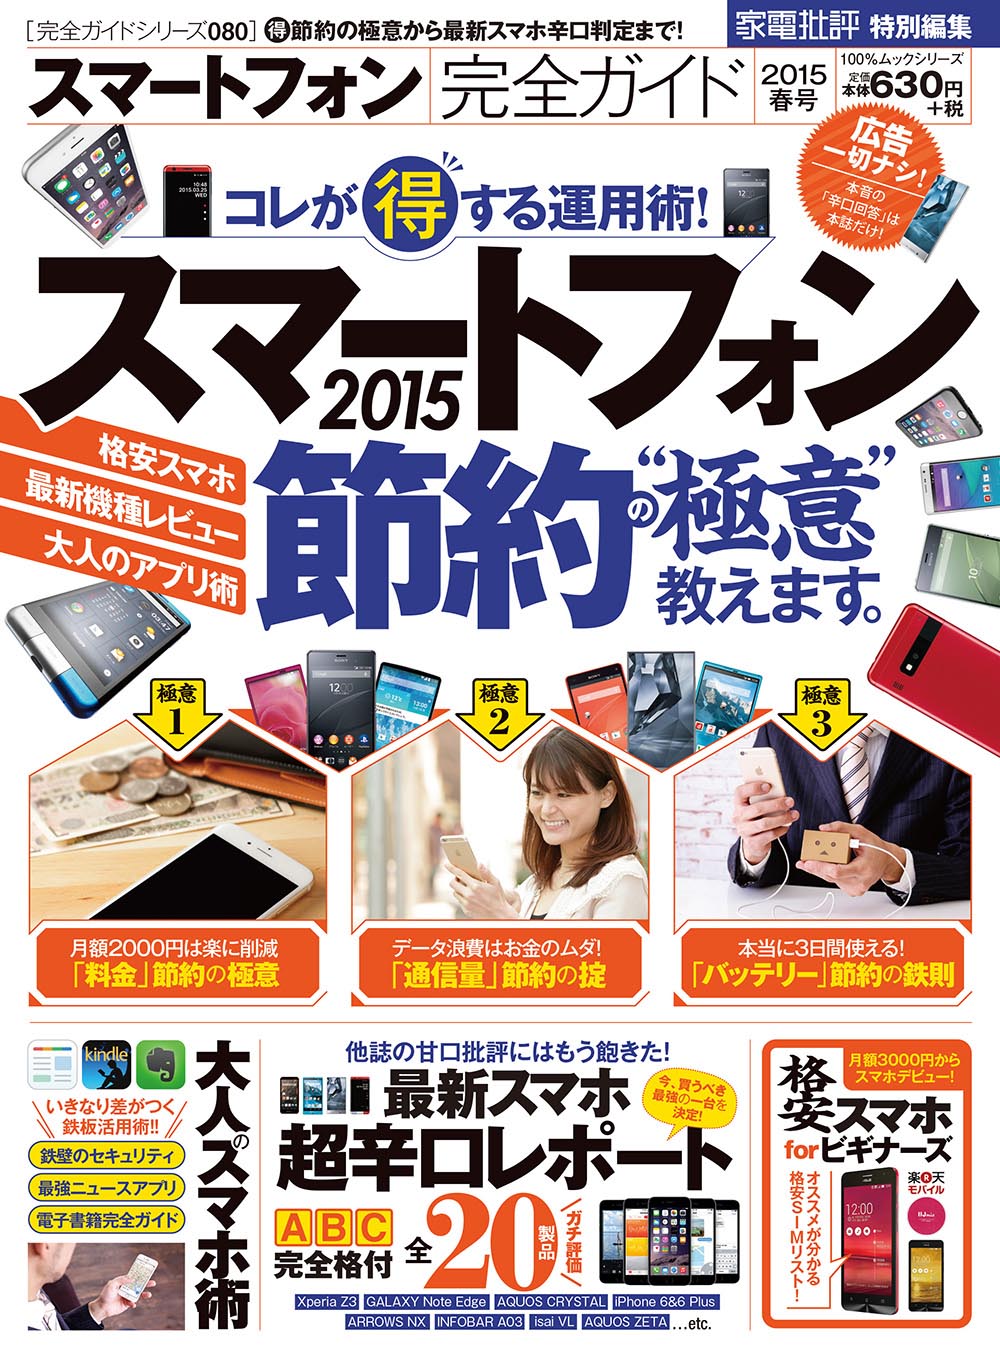 [完全ガイドシリーズ080] 得節約の極意から最新スマホ辛口判定まで!
家電批評 特別編集
スマートフォン 完全ガイド
2015
春号
100%ムックシリーズ
定価
本体630円
+税
広告
一切ナシ!
本音の
「辛口回答」は
本誌だけ!
コレが得する運用術!
スマートフォン
2015
格安スマホ
最新機種レビュー
大人のアプリ術
節約の“極意”
教えます。
極意
1
極意
2
極意
3
月額2000円は楽に削減
「料金」節約の極意
データ浪費はお金のムダ!
「通信量」節約の掟
本当に3日間使える!
「バッテリー」節約の鉄則
kindle
いきなり差がつく
鉄板活用術!!
鉄壁のセキュリティ
最強ニュースアプリ
電子書籍完全ガイド
大人のスマホ術
他誌の甘口批評にはもう飽きた!
最新スマホ
今、買うべき
最強の一台を
決定!
超辛口レポート
ABC
完全格付
全20製品
ガチ評価
Xperia Z3 GALAXY Note Edge AQUOS CRYSTAL iPhone 6&6 Plus
ARROWS NX INFOBAR A03 isai VL AQUOS ZETA ...etc.
月額3000円から
スマホデビュー!
格安スマホ
forビギナーズ
オススメが分かる
格安SIMリスト!
楽天
モバイル
IIJmio